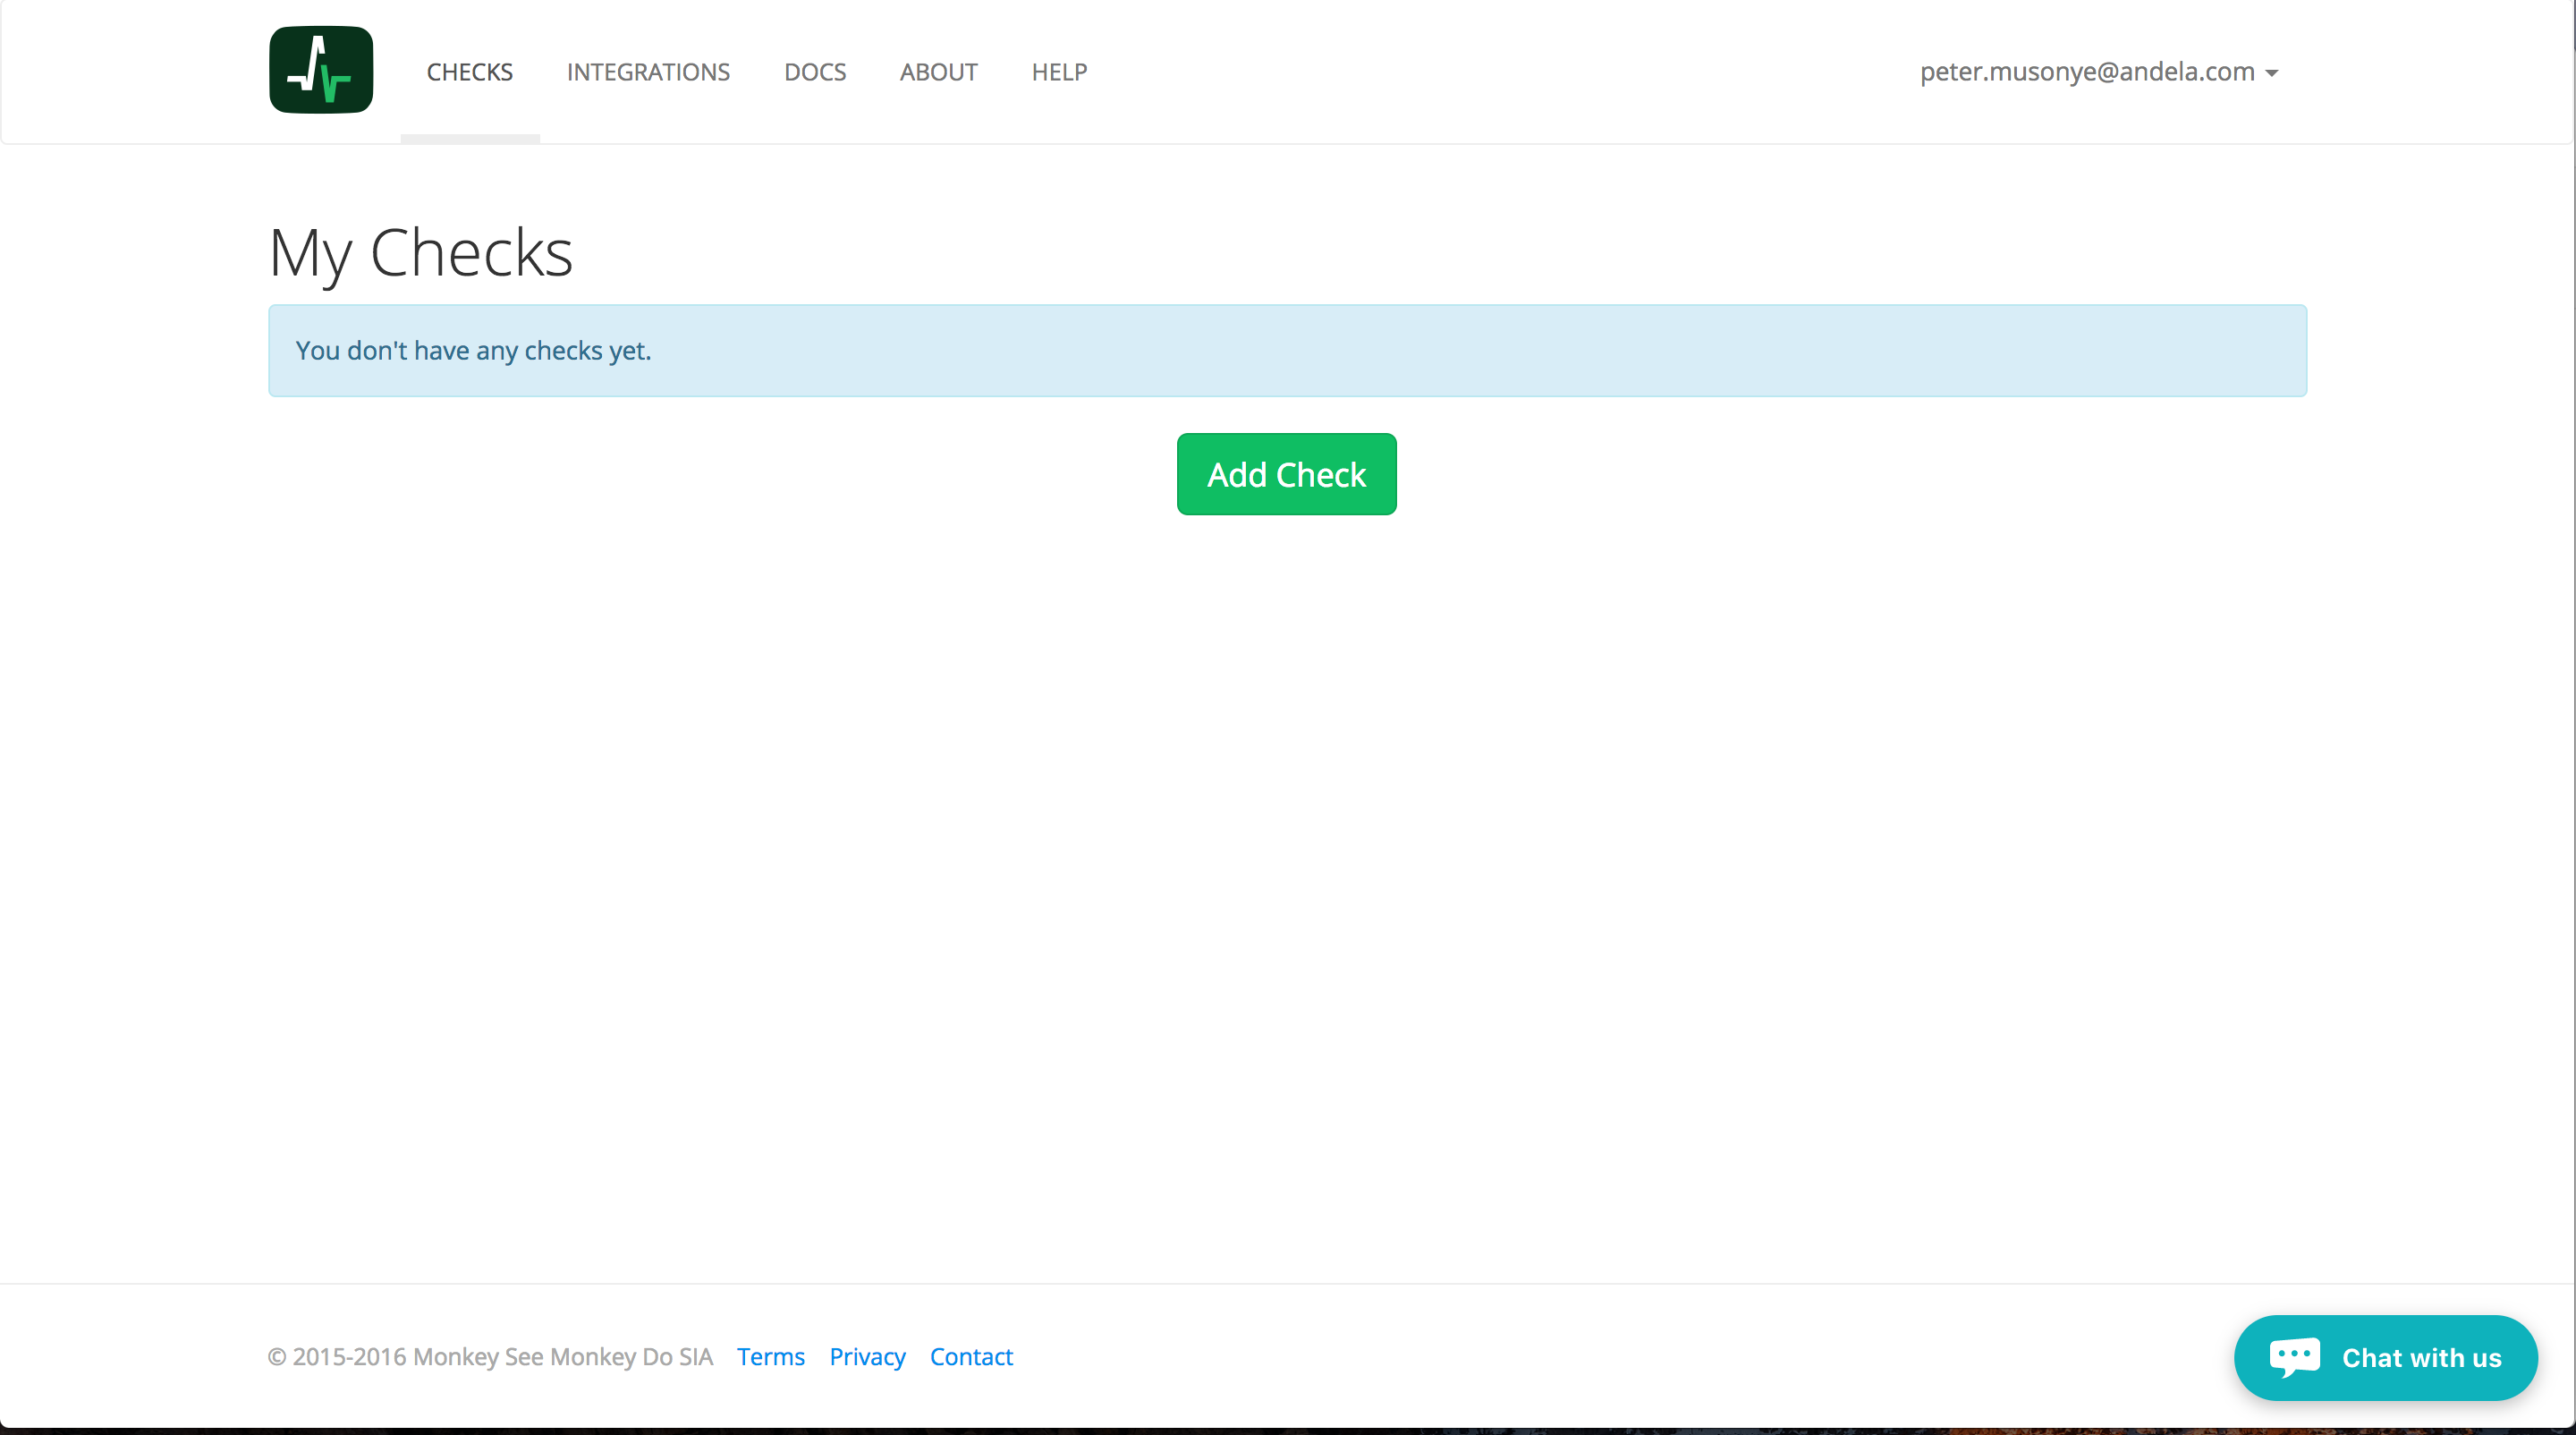 CHECKS INTEGRATIONS DOCS ABOUT HELP peter.musonye@andela.com
My Checks
You don't have any checks yet.
Add Check
© 2015-2016 Monkey See Monkey Do SIA Terms Privacy Contact
Chat with us